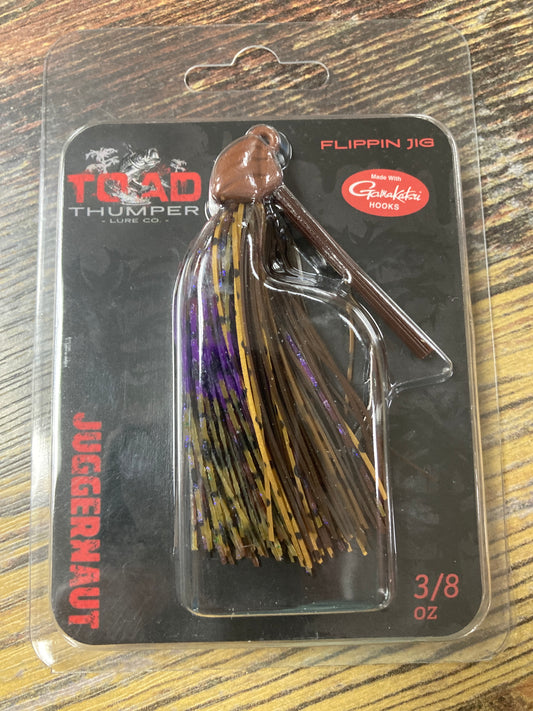 FLIPPIN JIG
TOAD
THUMPER
- LURE CO. -
Made With
Gamakatsu
HOOKS
JUGGERNAUT
3/8
oz